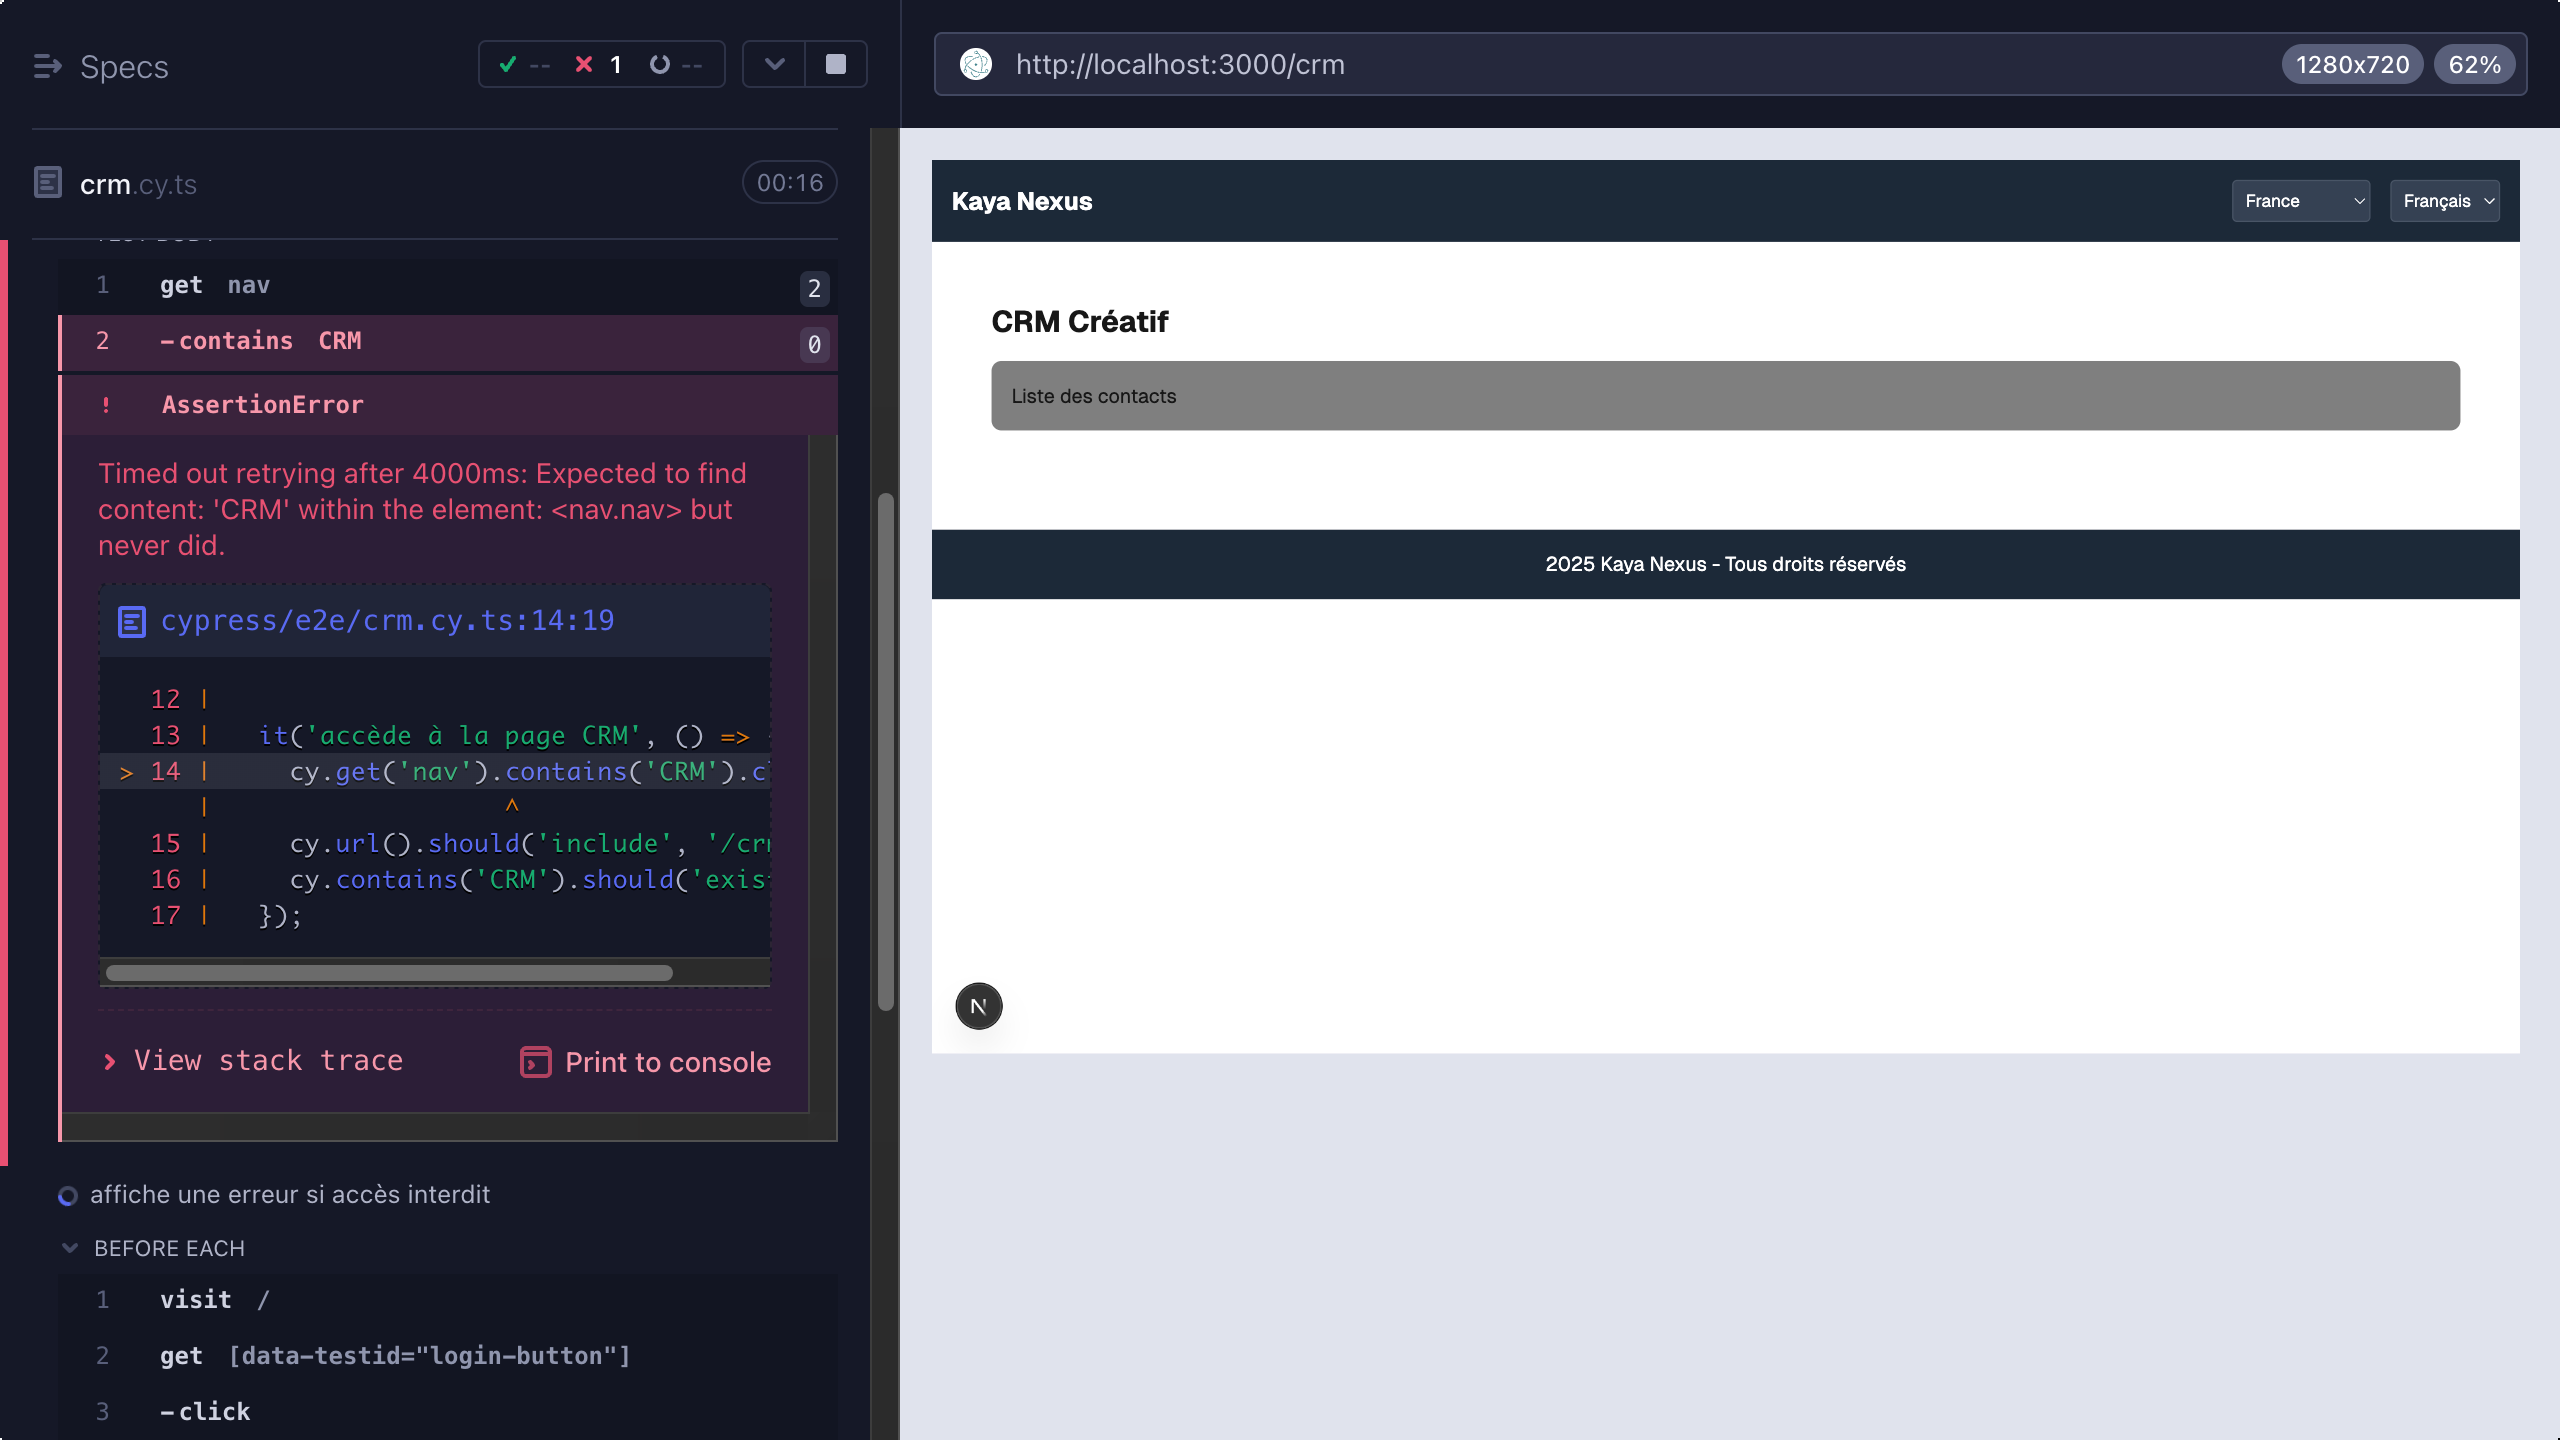 Specs
-- 1 --
crm.cy.ts
00:16
1 get nav 2
2 -contains CRM 0
! AssertionError
Timed out retrying after 4000ms: Expected to find
content: 'CRM' within the element: <nav.nav> but
never did.
cypress/e2e/crm.cy.ts:14:19
12 |
13 | it('accède à la page CRM', () =>
> 14 | cy.get('nav').contains('CRM').c
| ^
15 | cy.url().should('include', '/cr
16 | cy.contains('CRM').should('exis
17 | });
View stack trace
Print to console
affiche une erreur si accès interdit
BEFORE EACH
1 visit /
2 get [data-testid="login-button"]
3 -click
http://localhost:3000/crm
1280x720
62%
Kaya Nexus
France
Français
CRM Créatif
Liste des contacts
2025 Kaya Nexus - Tous droits réservés
N